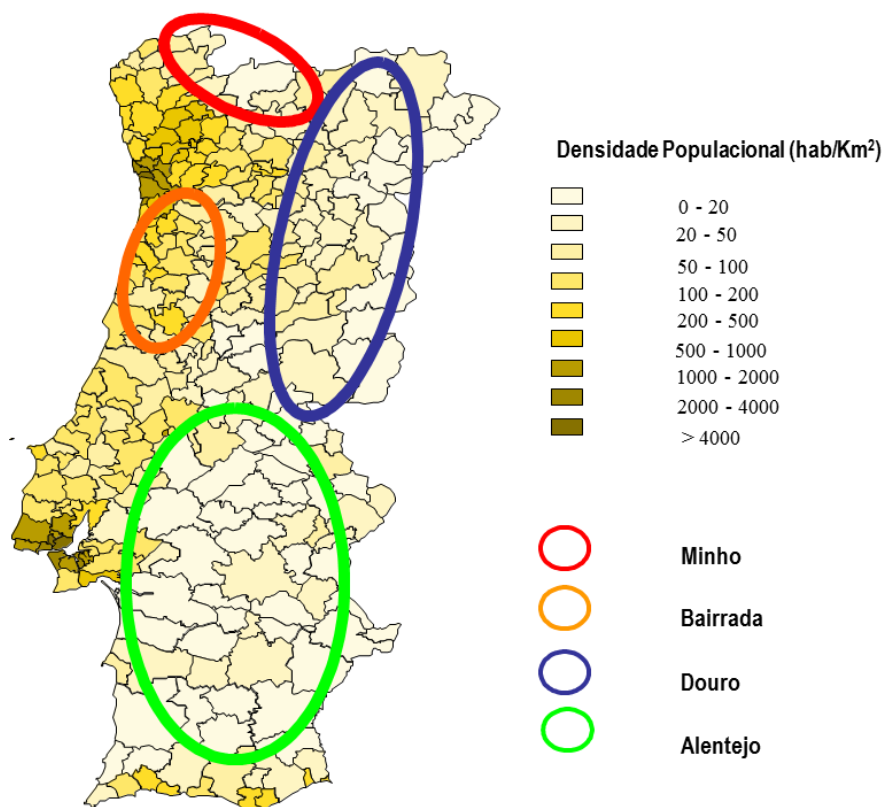 Densidade Populacional (hab/Km²)
0 - 20
20 - 50
50 - 100
100 - 200
200 - 500
500 - 1000
1000 - 2000
2000 - 4000
> 4000
Minho
Bairrada
Douro
Alentejo